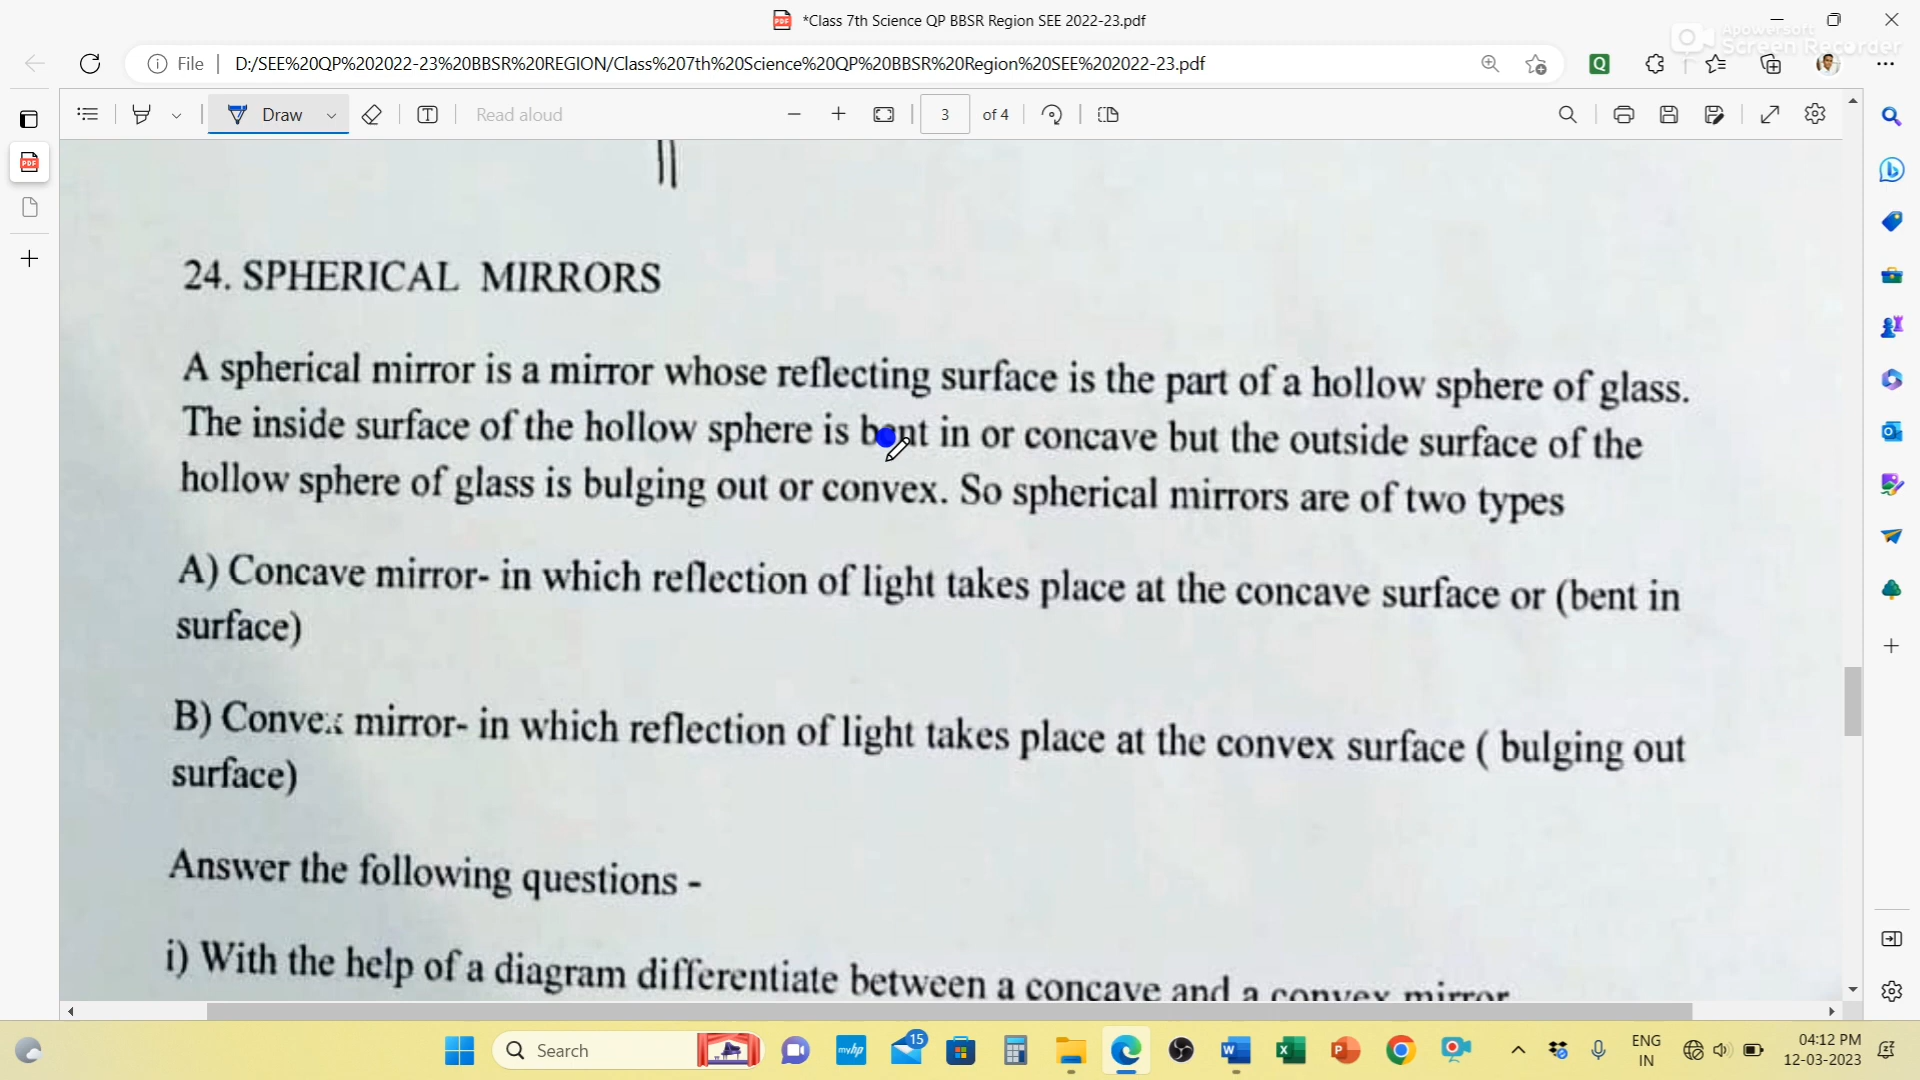 *Class 7th Science QP BBSR Region SEE 2022-23.pdf
Apowersoft
Screen Recorder
File
D:/SEE%20QP%202022-23%20BBSR%20REGION/Class%207th%20Science%20QP%20BBSR%20Region%20SEE%202022-23.pdf
Draw
Read aloud
3 of 4
24. SPHERICAL MIRRORS
A spherical mirror is a mirror whose reflecting surface is the part of a hollow sphere of glass.
The inside surface of the hollow sphere is bent in or concave but the outside surface of the
hollow sphere of glass is bulging out or convex. So spherical mirrors are of two types
A) Concave mirror- in which reflection of light takes place at the concave surface or (bent in
surface)
B) Convex mirror- in which reflection of light takes place at the convex surface ( bulging out
surface)
Answer the following questions -
i) With the help of a diagram differentiate between a concave and a convex mirror
Search
myhp
15
ENG
IN
04:12 PM
12-03-2023